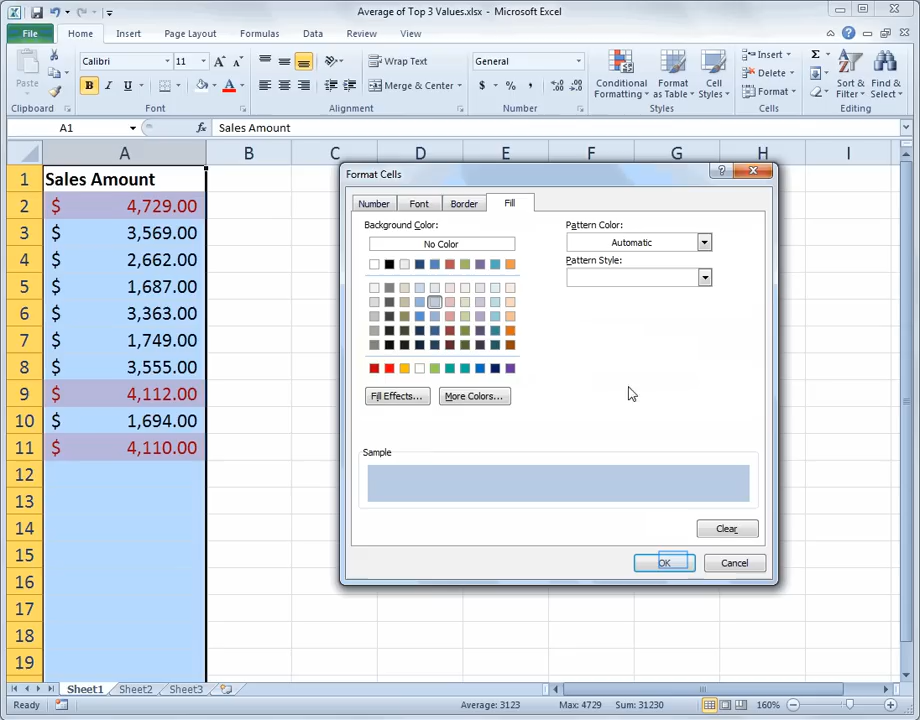 Average of Top 3 Values.xlsx - Microsoft Excel
File Home Insert Page Layout Formulas Data Review View
Paste
Calibri 11
B I U A A A
Wrap Text
Merge & Center
General
$ % ,
Conditional Formatting
Format as Table
Cell Styles
Insert
Delete
Format
Σ
Sort & Filter
Find & Select
Clipboard Font Alignment Number Styles Cells Editing
A1 fx Sales Amount
A B C D E F G H I
1 Sales Amount
2 $ 4,729.00
3 $ 3,569.00
4 $ 2,662.00
5 $ 1,687.00
6 $ 3,363.00
7 $ 1,749.00
8 $ 3,555.00
9 $ 4,112.00
10 $ 1,694.00
11 $ 4,110.00
12
13
14
15
16
17
18
19
Format Cells
Number Font Border Fill
Background Color:
No Color
Fill Effects... More Colors...
Pattern Color:
Automatic
Pattern Style:
Sample
Clear
OK Cancel
Sheet1 Sheet2 Sheet3
Ready Average: 3123 Max: 4729 Sum: 31230 160%